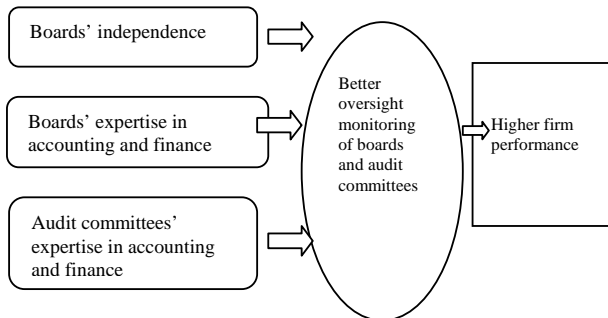 Boards’ independence
Boards’ expertise in
accounting and finance
Audit committees’
expertise in accounting
and finance
Better
oversight
monitoring
of boards
and audit
committees
Higher firm
performance